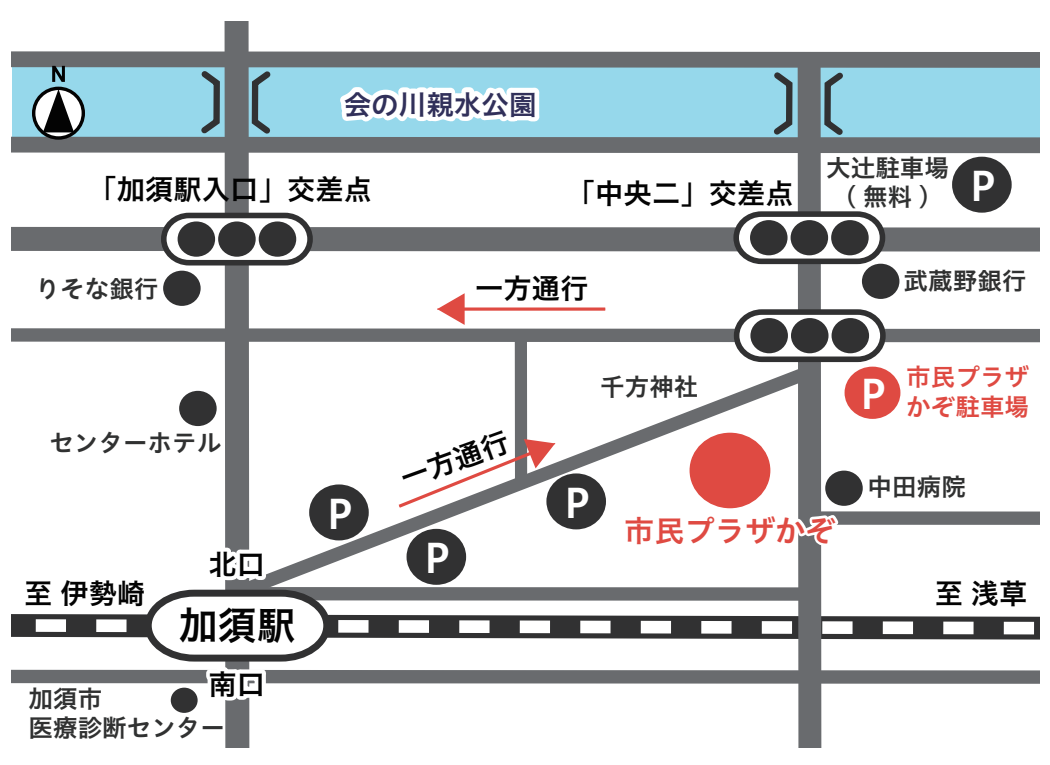 N
会の川親水公園
「加須駅入口」交差点
「中央二」交差点
大辻駐車場
（無料）
P
りそな銀行
武蔵野銀行
一方通行
千方神社
P
市民プラザ
かぞ駐車場
センターホテル
一方通行
中田病院
P
P
P
市民プラザかぞ
北口
至 伊勢崎
至 浅草
加須駅
南口
加須市
医療診断センター